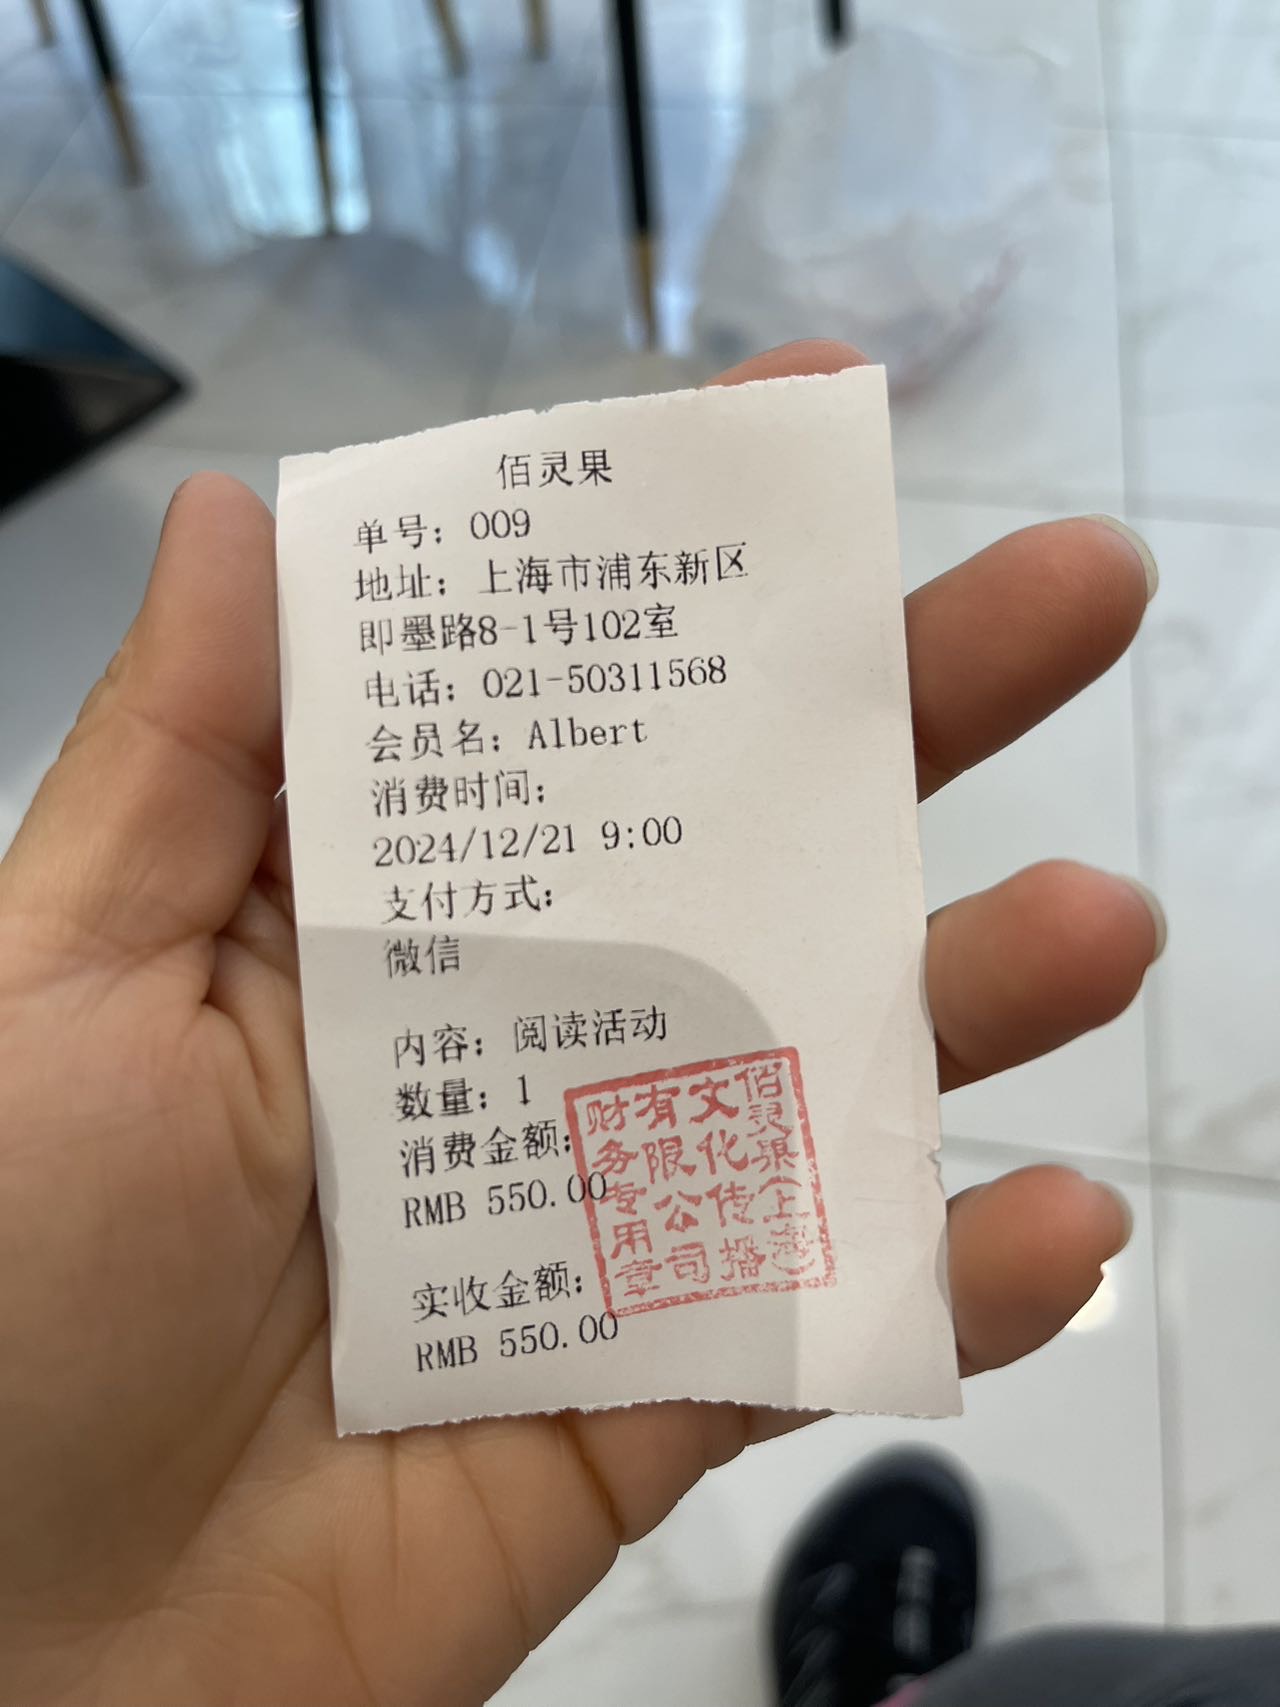 佰灵果
单号：009
地址：上海市浦东新区
即墨路8-1号102室
电话：021-50311568
会员名：Albert
消费时间：
2024/12/21 9:00
支付方式：
微信
内容：阅读活动
数量：1
消费金额：
RMB 550.00
实收金额：
RMB 550.00
佰灵果（上海）
文化传播
有限公司
财务专用章